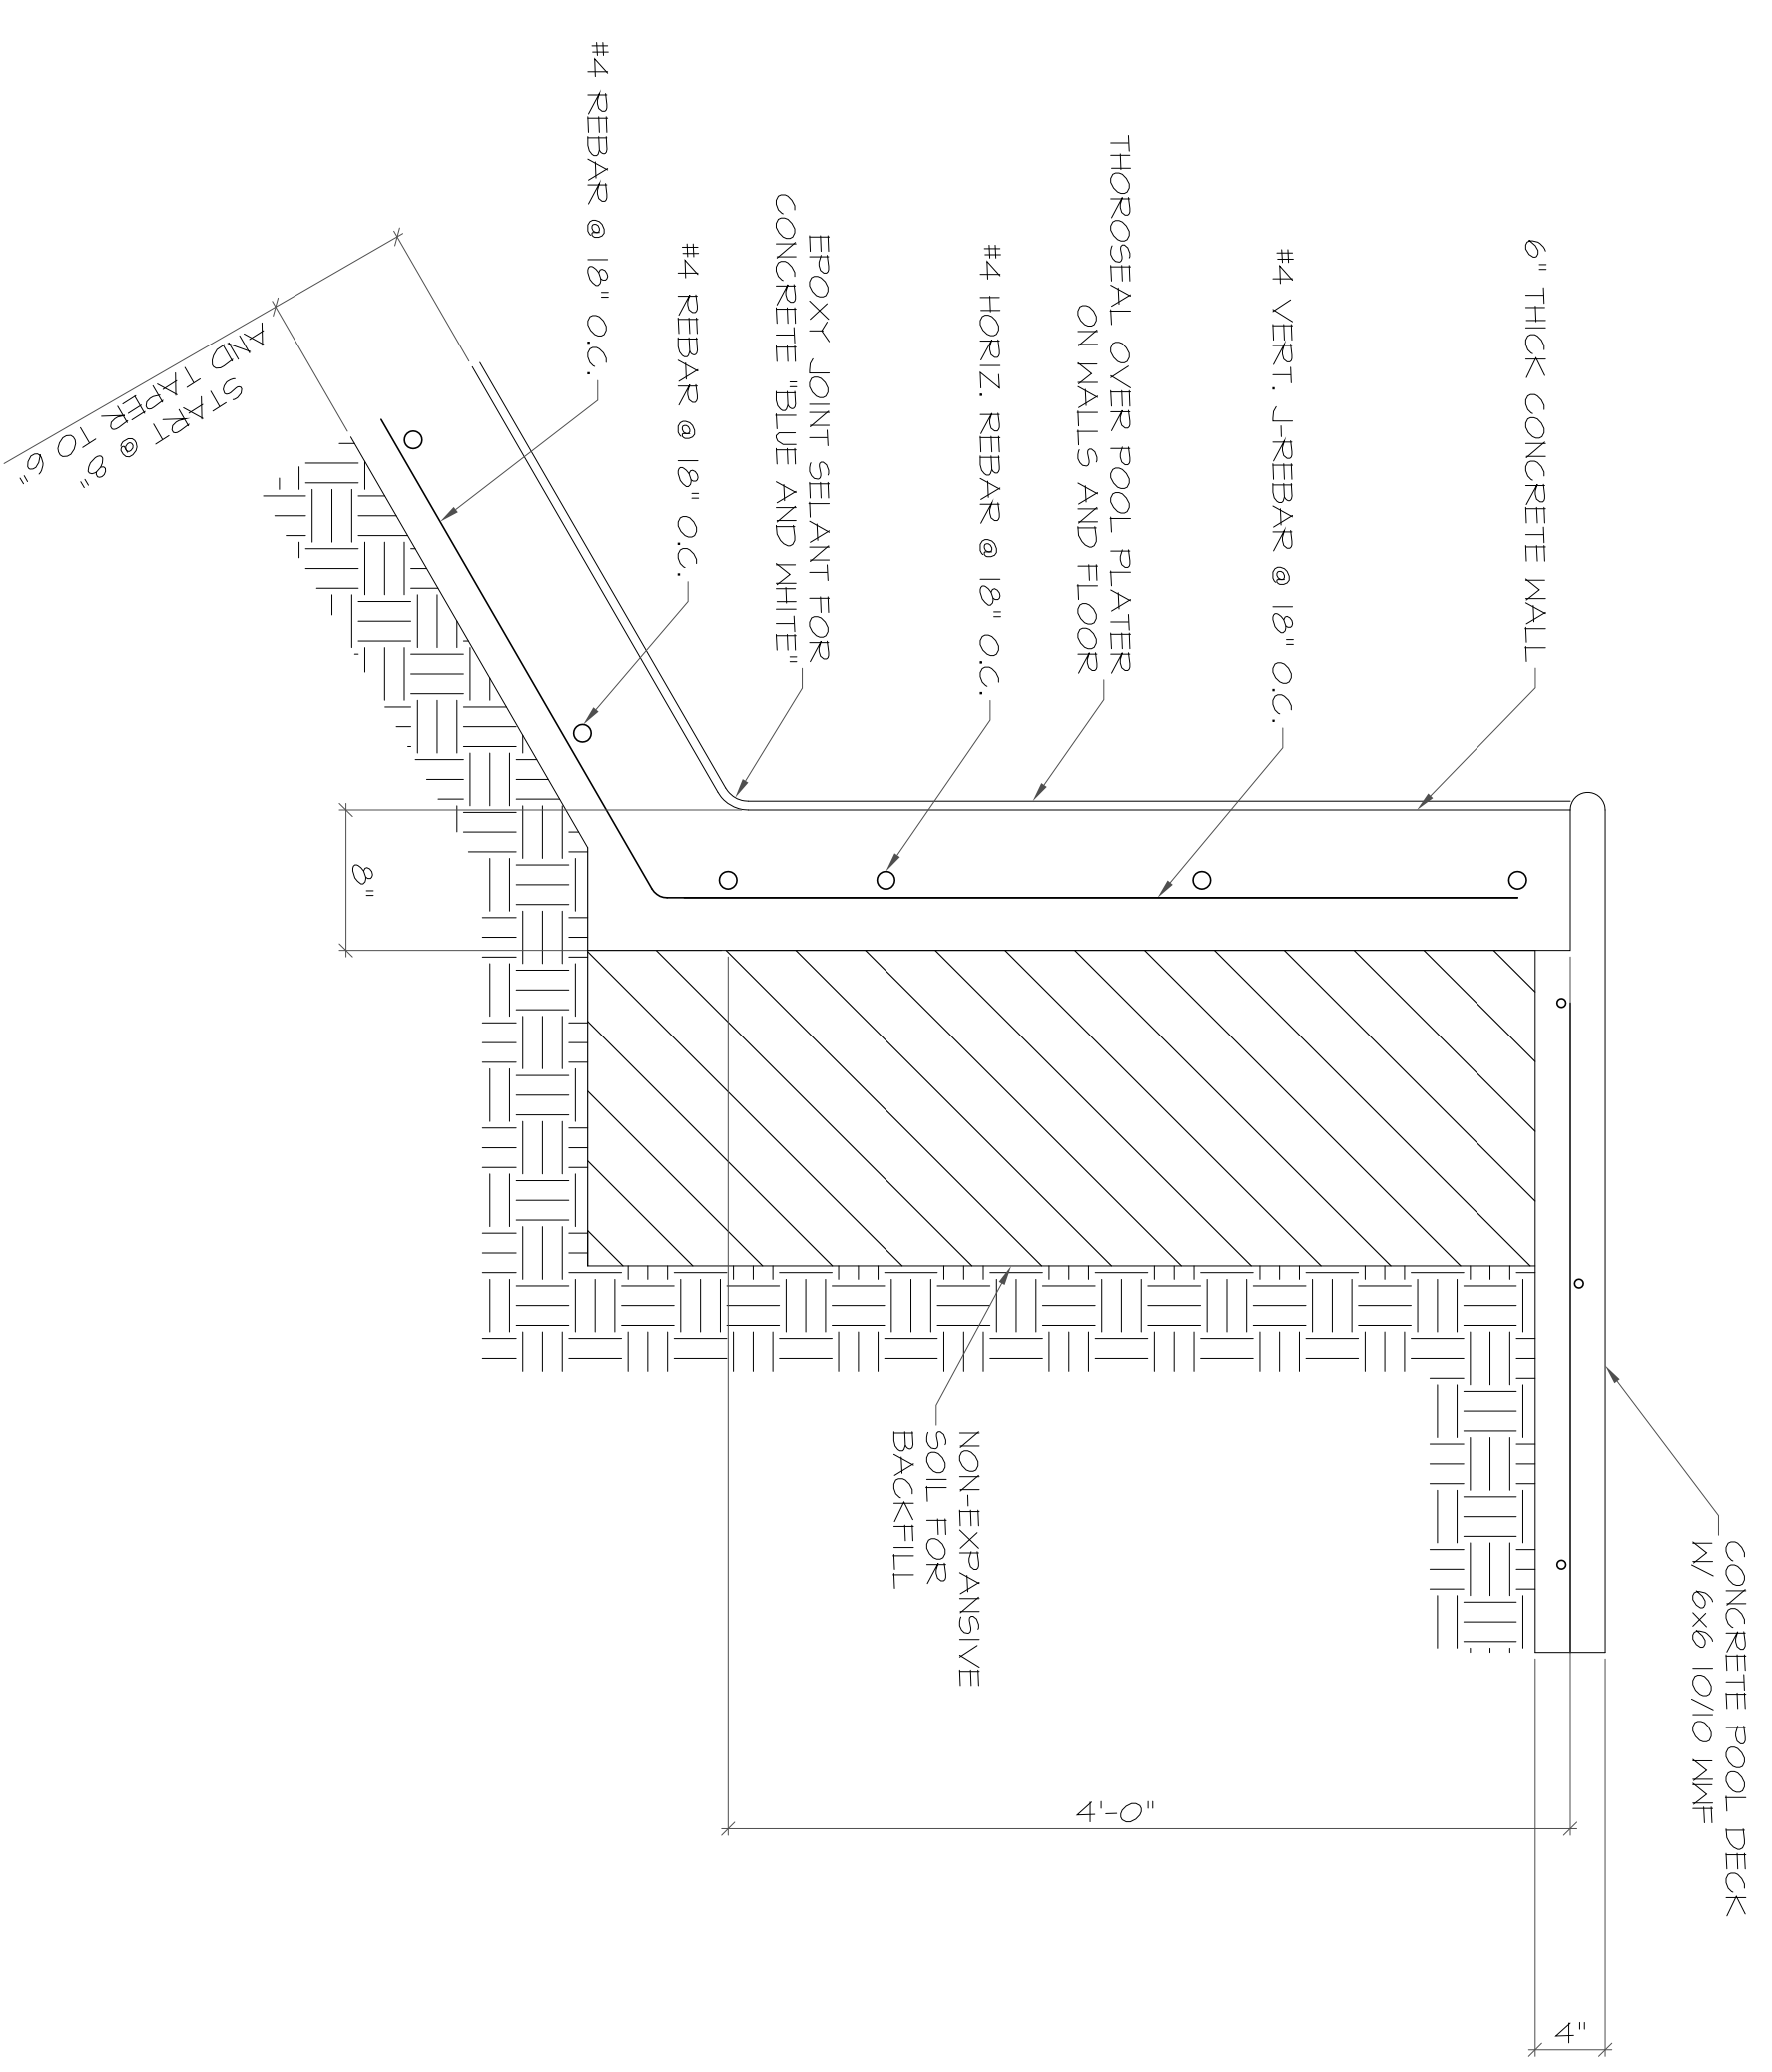 CONCRETE POOL DECK
W/ 6x6 10/10 WWF
4"
6" THICK CONCRETE WALL
#4 VERT. J-REBAR @ 18" O.C.
THOROSEAL OVER POOL PLATER
ON WALLS AND FLOOR
#4 HORIZ. REBAR @ 18" O.C.
4'-0"
NON-EXPANSIVE
SOIL FOR
BACKFILL
EPOXY JOINT SELANT FOR
CONCRETE "BLUE AND WHITE"
#4 REBAR @ 18" O.C.
#4 REBAR @ 18" O.C.
8"
START @ 8"
AND TAPER TO 6"